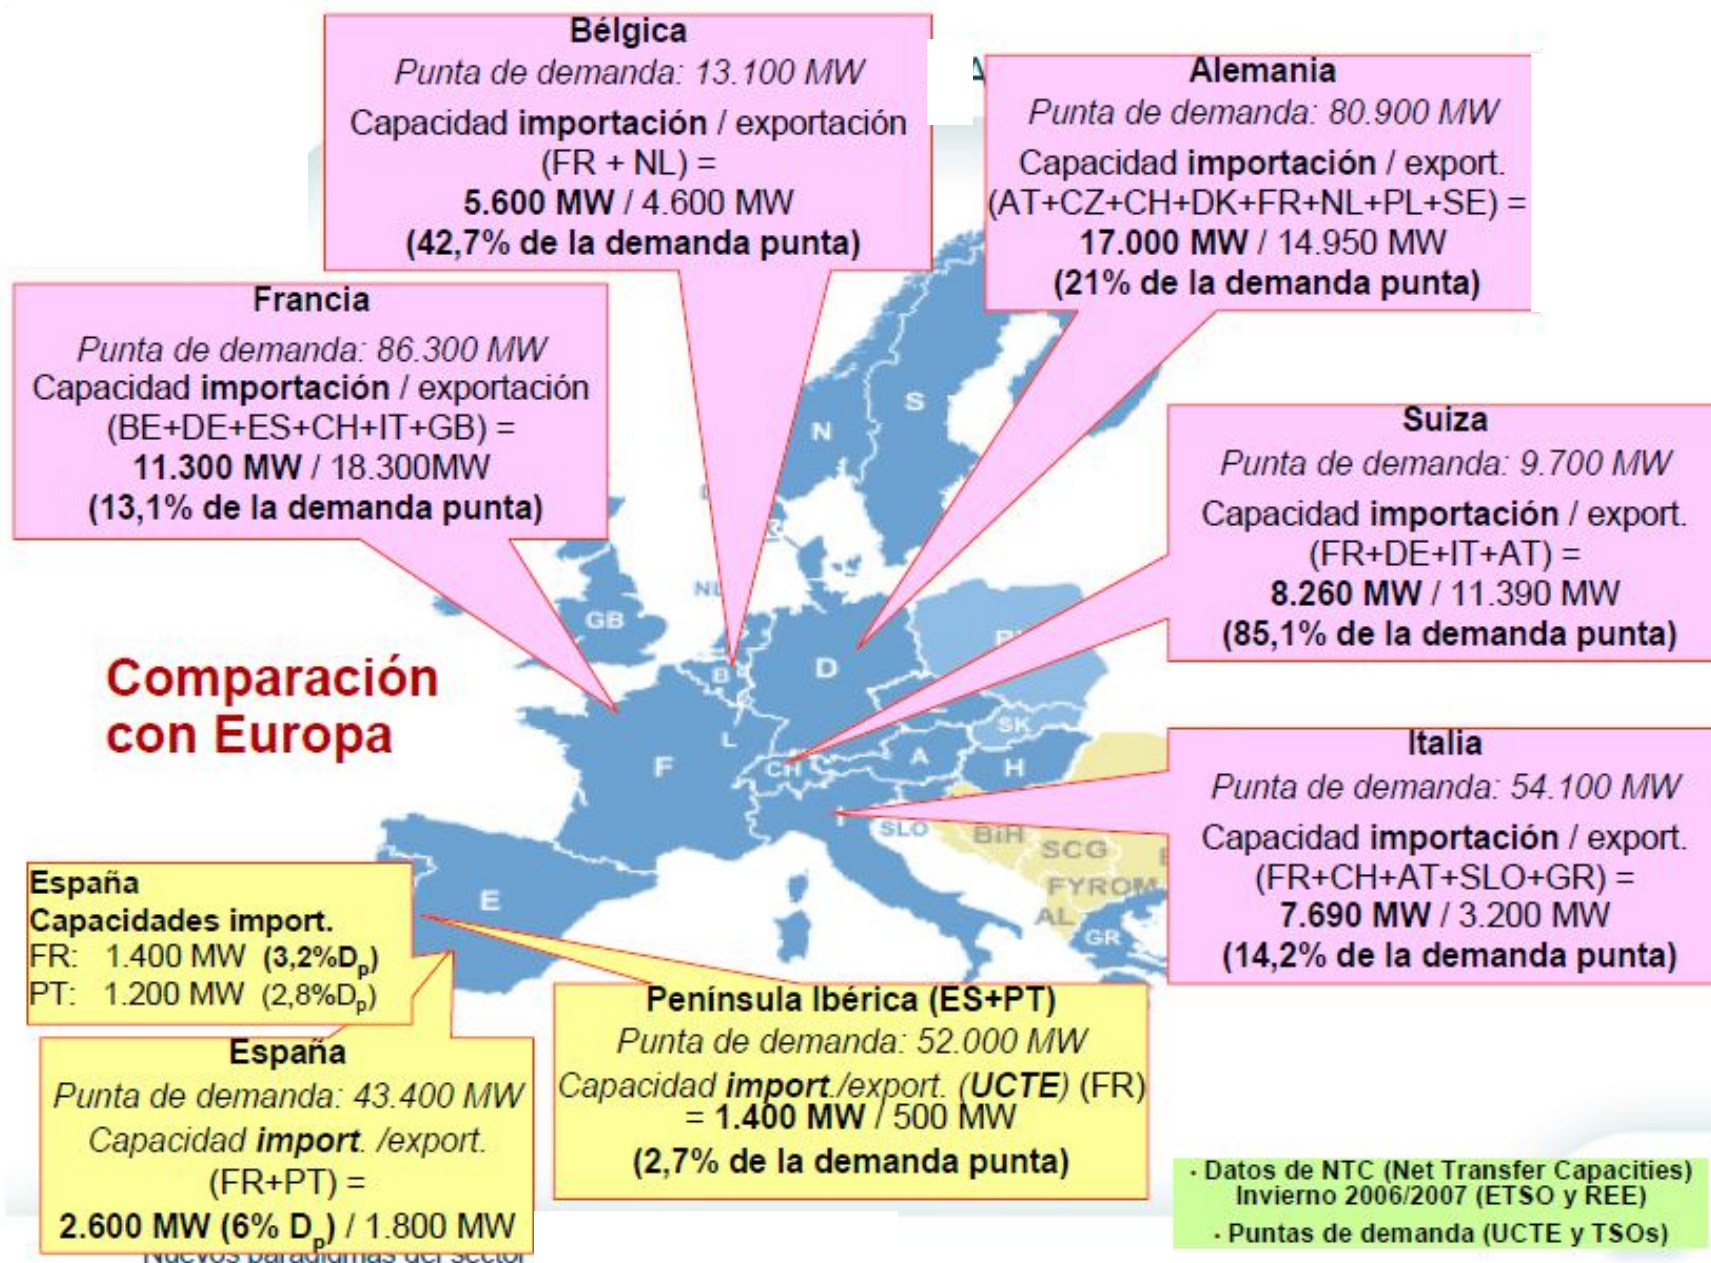 Bélgica
Punta de demanda: 13.100 MW
Capacidad importación / exportación
(FR + NL) =
5.600 MW / 4.600 MW
(42,7% de la demanda punta)
Alemania
Punta de demanda: 80.900 MW
Capacidad importación / export.
(AT+CZ+CH+DK+FR+NL+PL+SE) =
17.000 MW / 14.950 MW
(21% de la demanda punta)
Francia
Punta de demanda: 86.300 MW
Capacidad importación / exportación
(BE+DE+ES+CH+IT+GB) =
11.300 MW / 18.300MW
(13,1% de la demanda punta)
Suiza
Punta de demanda: 9.700 MW
Capacidad importación / export.
(FR+DE+IT+AT) =
8.260 MW / 11.390 MW
(85,1% de la demanda punta)
S
N
NL
GB
B
D
L
SK
F
CH
A
H
I
SLO
BiH
SCG
FYROM
AL
GR
E
Comparación
con Europa
Italia
Punta de demanda: 54.100 MW
Capacidad importación / export.
(FR+CH+AT+SLO+GR) =
7.690 MW / 3.200 MW
(14,2% de la demanda punta)
España
Capacidades import.
FR: 1.400 MW (3,2%Dp)
PT: 1.200 MW (2,8%Dp)
España
Punta de demanda: 43.400 MW
Capacidad import. /export.
(FR+PT) =
2.600 MW (6% Dp) / 1.800 MW
Península Ibérica (ES+PT)
Punta de demanda: 52.000 MW
Capacidad import./export. (UCTE) (FR)
= 1.400 MW / 500 MW
(2,7% de la demanda punta)
· Datos de NTC (Net Transfer Capacities)
Invierno 2006/2007 (ETSO y REE)
· Puntas de demanda (UCTE y TSOs)
Nuevos paradigmas del sector